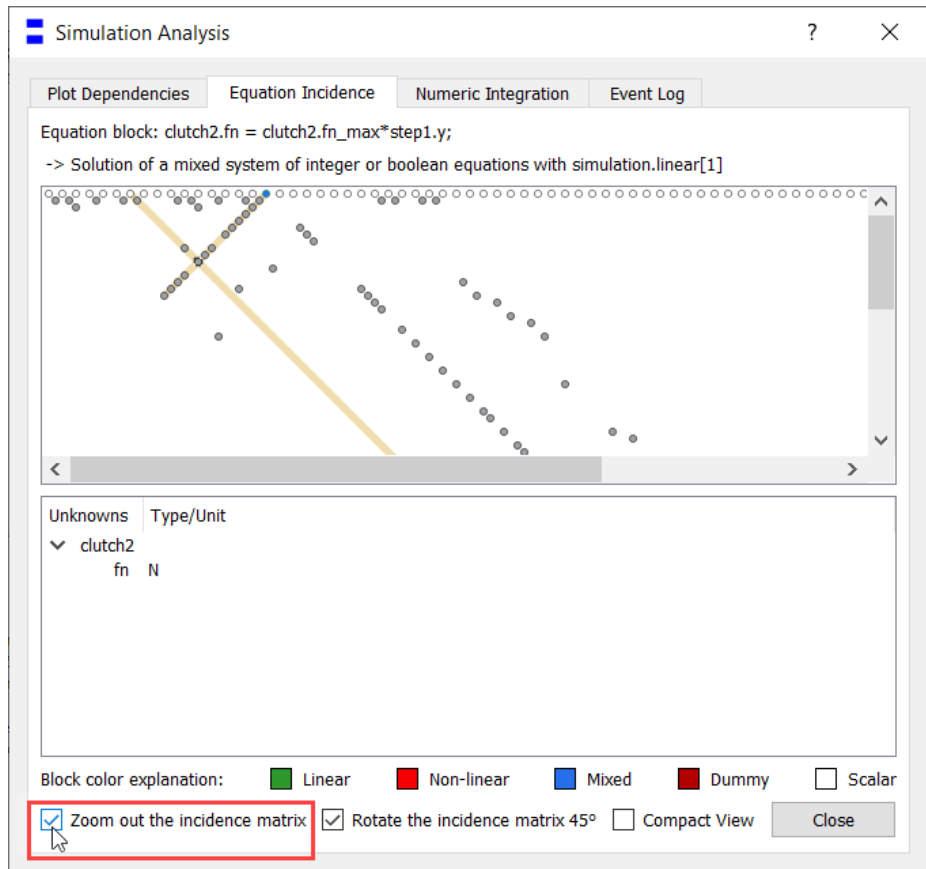 Simulation Analysis
Plot Dependencies Equation Incidence Numeric Integration Event Log
Equation block: clutch2.fn = clutch2.fn_max*step1.y;
-> Solution of a mixed system of integer or boolean equations with simulation.linear[1]
Unknowns Type/Unit
clutch2
fn N
Block color explanation: Linear Non-linear Mixed Dummy Scalar
Zoom out the incidence matrix Rotate the incidence matrix 45º Compact View Close